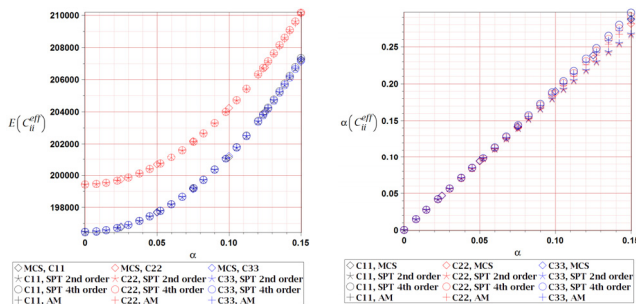 210000
208000
206000
204000
202000
200000
198000
E(C_ii^eff)
0
0.05
0.10
0.15
α
◇ MCS, C11 ◇ MCS, C22 ◇ MCS, C33
C11, SPT 2nd order C22, SPT 2nd order C33, SPT 2nd order
○ C11, SPT 4th order ○ C22, SPT 4th order ○ C33, SPT 4th order
+ C11, AM + C22, AM + C33, AM
0.25
0.20
0.15
0.10
0.05
α(C_ii^eff)
0
0.05
0.10
0.15
α
◇ C11, MCS ◇ C22, MCS ◇ C33, MCS
C11, SPT 2nd order C22, SPT 2nd order C33, SPT 2nd order
○ C11, SPT 4th order ○ C22, SPT 4th order ○ C33, SPT 4th order
+ C11, AM + C22, AM + C33, AM